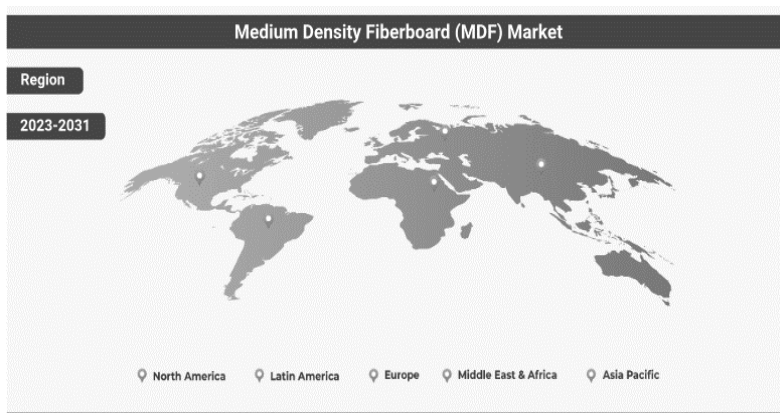 Medium Density Fiberboard (MDF) Market
Region
2023-2031
North America
Latin America
Europe
Middle East & Africa
Asia Pacific